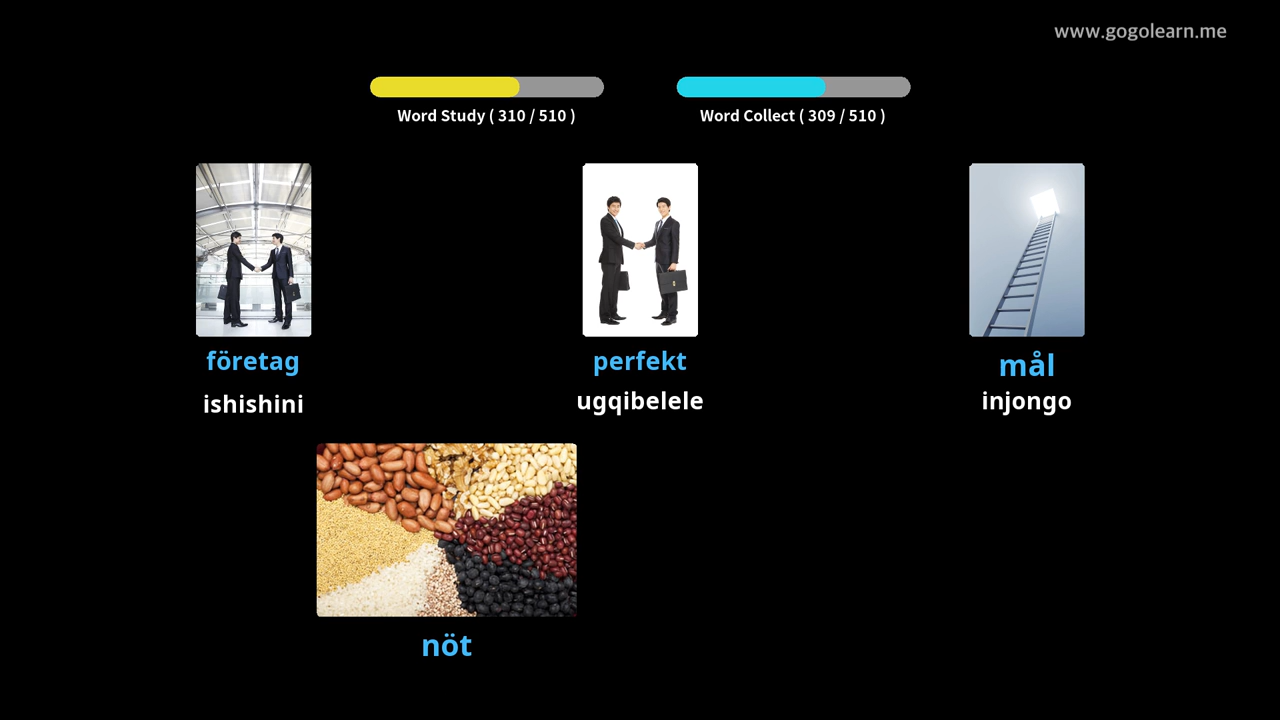 www.gogolearn.me
Word Study ( 310 / 510 )
Word Collect ( 309 / 510 )
företag
perfekt
mål
ishishini
ugqibelele
injongo
nöt